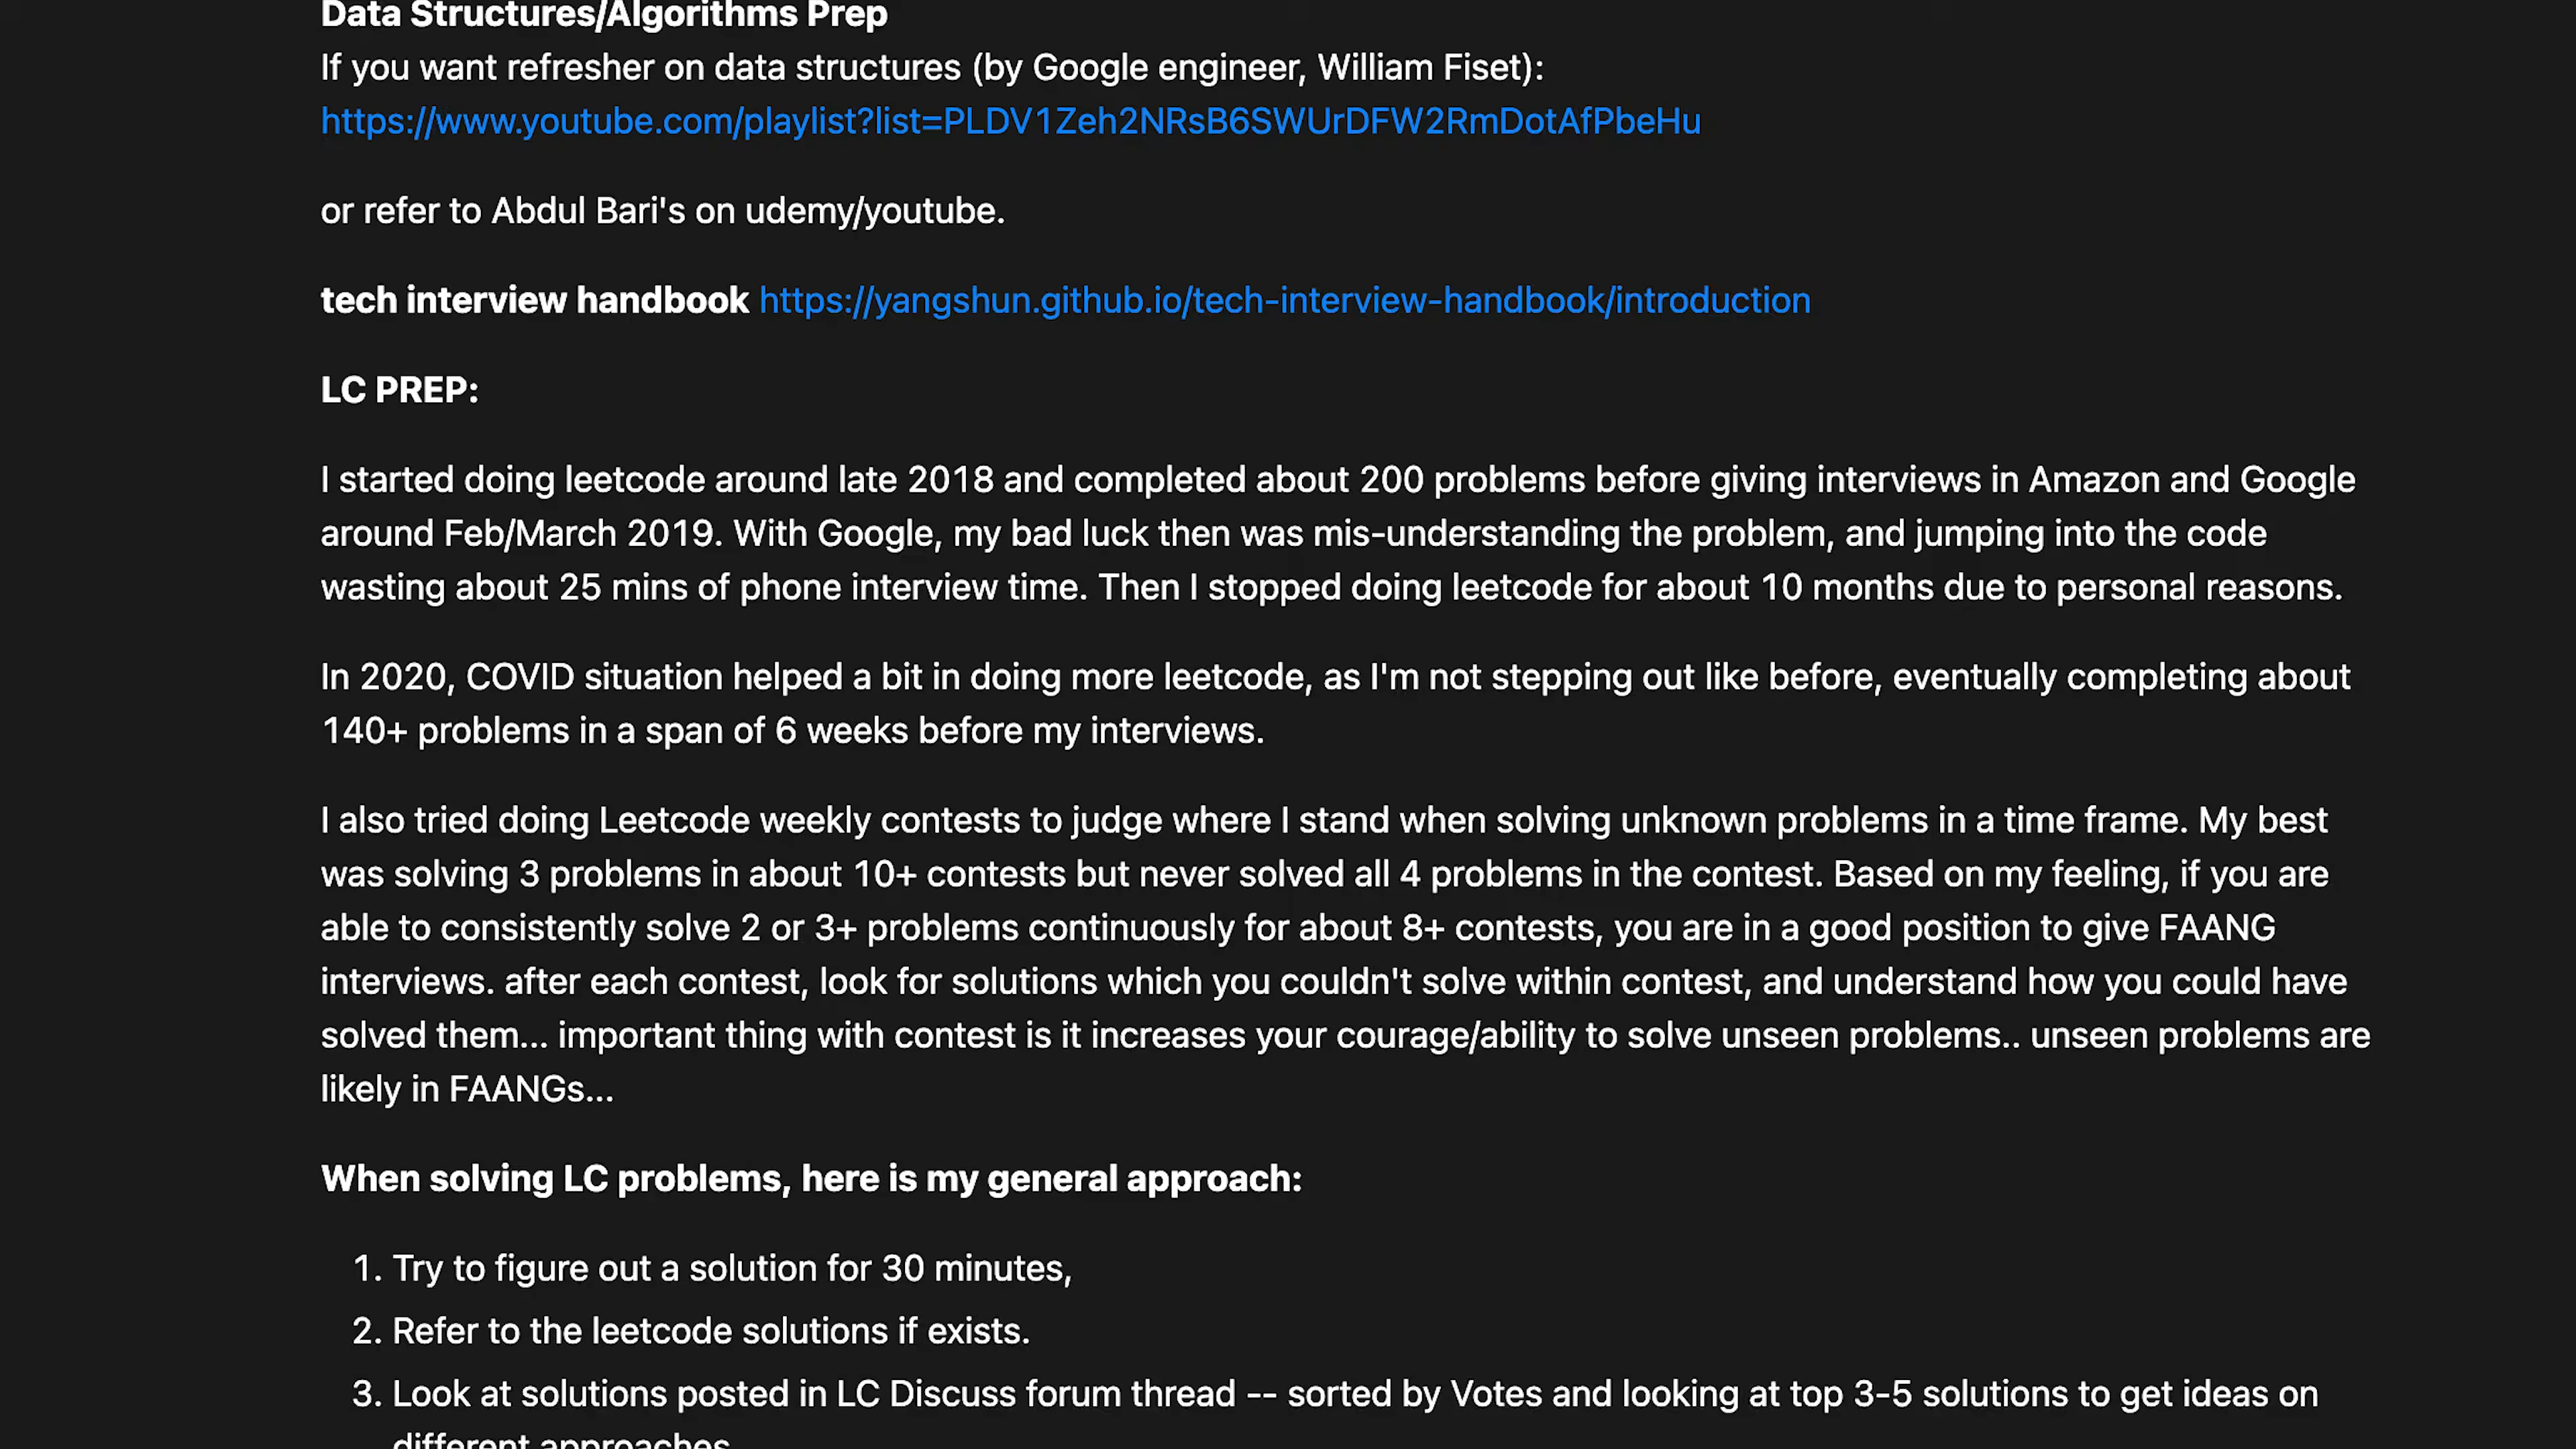 Data Structures/Algorithms Prep
If you want refresher on data structures (by Google engineer, William Fiset):
https://www.youtube.com/playlist?list=PLDV1Zeh2NRsB6SWUrDFW2RmDotAfPbeHu
or refer to Abdul Bari's on udemy/youtube.
tech interview handbook https://yangshun.github.io/tech-interview-handbook/introduction
LC PREP:
I started doing leetcode around late 2018 and completed about 200 problems before giving interviews in Amazon and Google
around Feb/March 2019. With Google, my bad luck then was mis-understanding the problem, and jumping into the code
wasting about 25 mins of phone interview time. Then I stopped doing leetcode for about 10 months due to personal reasons.
In 2020, COVID situation helped a bit in doing more leetcode, as I'm not stepping out like before, eventually completing about
140+ problems in a span of 6 weeks before my interviews.
I also tried doing Leetcode weekly contests to judge where I stand when solving unknown problems in a time frame. My best
was solving 3 problems in about 10+ contests but never solved all 4 problems in the contest. Based on my feeling, if you are
able to consistently solve 2 or 3+ problems continuously for about 8+ contests, you are in a good position to give FAANG
interviews. after each contest, look for solutions which you couldn't solve within contest, and understand how you could have
solved them... important thing with contest is it increases your courage/ability to solve unseen problems.. unseen problems are
likely in FAANGs...
When solving LC problems, here is my general approach:
1. Try to figure out a solution for 30 minutes,
2. Refer to the leetcode solutions if exists.
3. Look at solutions posted in LC Discuss forum thread -- sorted by Votes and looking at top 3-5 solutions to get ideas on
different approaches